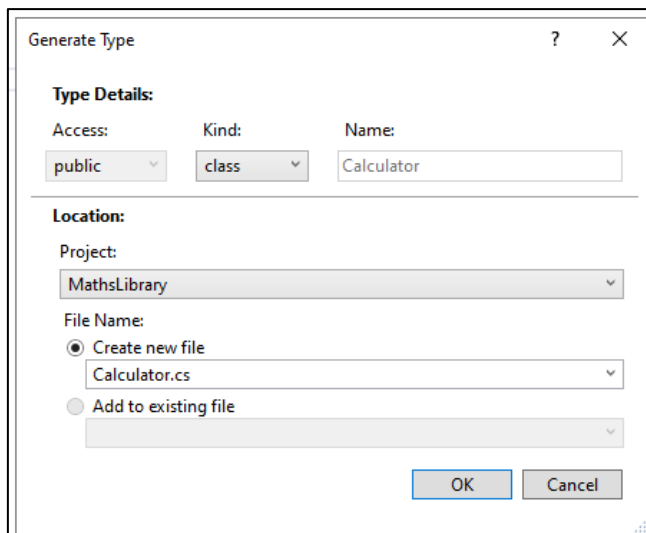 Generate Type ?
Type Details:
Access: Kind: Name:
public class Calculator
Location:
Project:
MathsLibrary
File Name:
Create new file
Calculator.cs
Add to existing file
OK Cancel